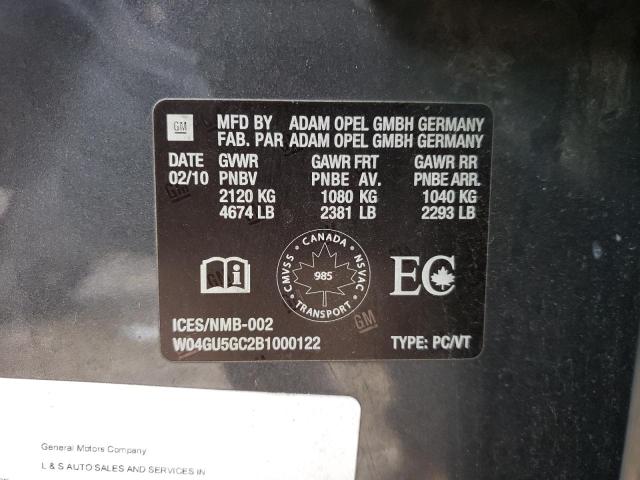 GM
MFD BY ADAM OPEL GMBH GERMANY
FAB. PAR ADAM OPEL GMBH GERMANY
DATE GVWR GAWR FRT GAWR RR
02/10 PNBV PNBE AV. PNBE ARR.
2120 KG 1080 KG 1040 KG
4674 LB 2381 LB 2293 LB
CANADA
CMVSS 985 NSVAC
TRANSPORT
EC
ICES/NMB-002
W04GU5GC2B1000122 TYPE: PC/VT
General Motors Company
L & S AUTO SALES AND SERVICES IN